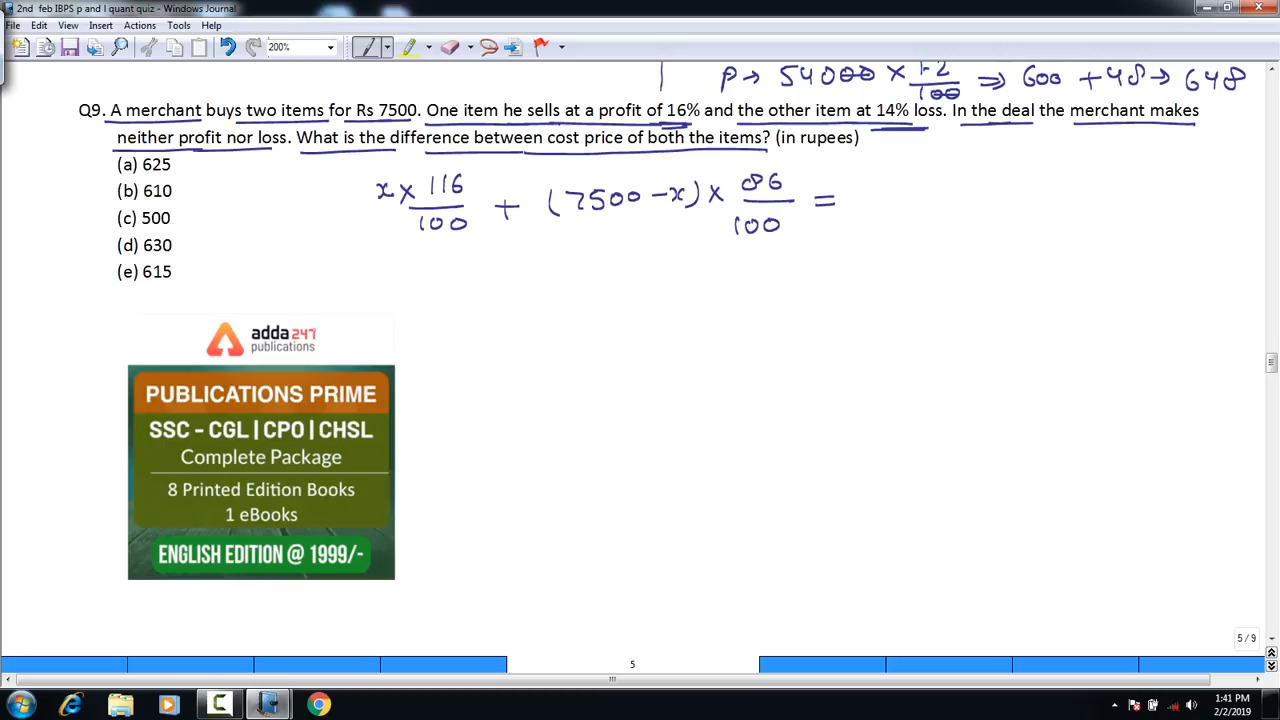 2nd feb IBPS p and I quant quiz - Windows Journal
File Edit View Insert Actions Tools Help
200%
P → 54000 × 12/100 ⇒ 600 + 48 → 648
Q9. A merchant buys two items for Rs 7500. One item he sells at a profit of 16% and the other item at 14% loss. In the deal the merchant makes
neither profit nor loss. What is the difference between cost price of both the items? (in rupees)
(a) 625
(b) 610
(c) 500
(d) 630
(e) 615
x × 116/100 + (7500 – x) × 86/100 =
adda247
publications
PUBLICATIONS PRIME
SSC - CGL | CPO | CHSL
Complete Package
8 Printed Edition Books
1 eBooks
ENGLISH EDITION @ 1999/-
5 / 9
5
1:41 PM
2/2/2019